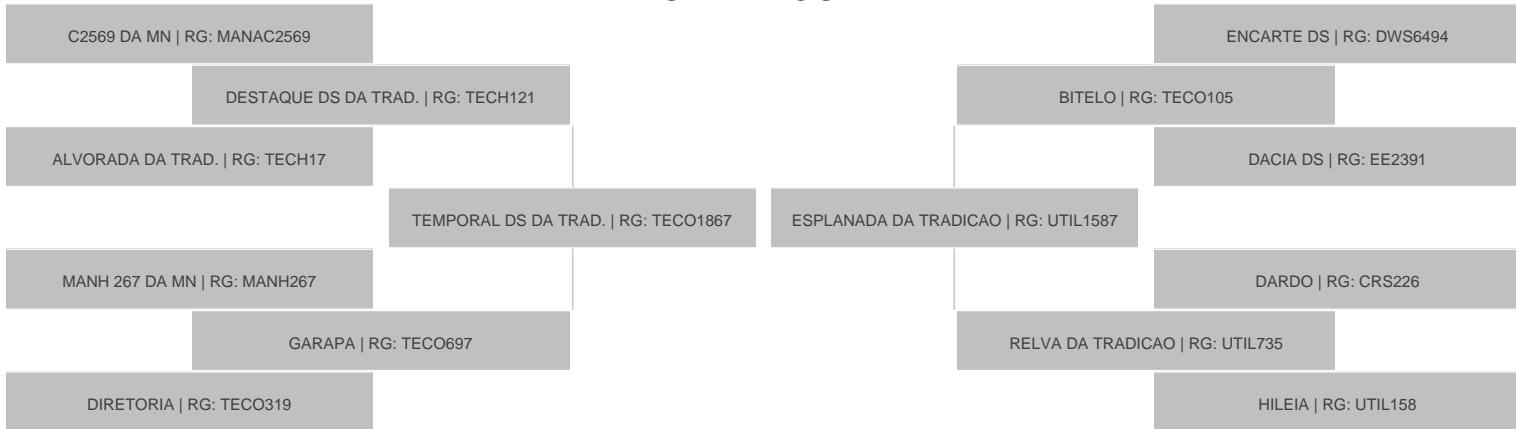 C2569 DA MN | RG: MANAC2569
ENCARTE DS | RG: DWS6494
DESTAQUE DS DA TRAD. | RG: TECH121
BITELO | RG: TECO105
ALVORADA DA TRAD. | RG: TECH17
DACIA DS | RG: EE2391
TEMPORAL DS DA TRAD. | RG: TECO1867
ESPLANADA DA TRADICAO | RG: UTIL1587
MANH 267 DA MN | RG: MANH267
DARDO | RG: CRS226
GARAPA | RG: TECO697
RELVA DA TRADICAO | RG: UTIL735
DIRETORIA | RG: TECO319
HILEIA | RG: UTIL158